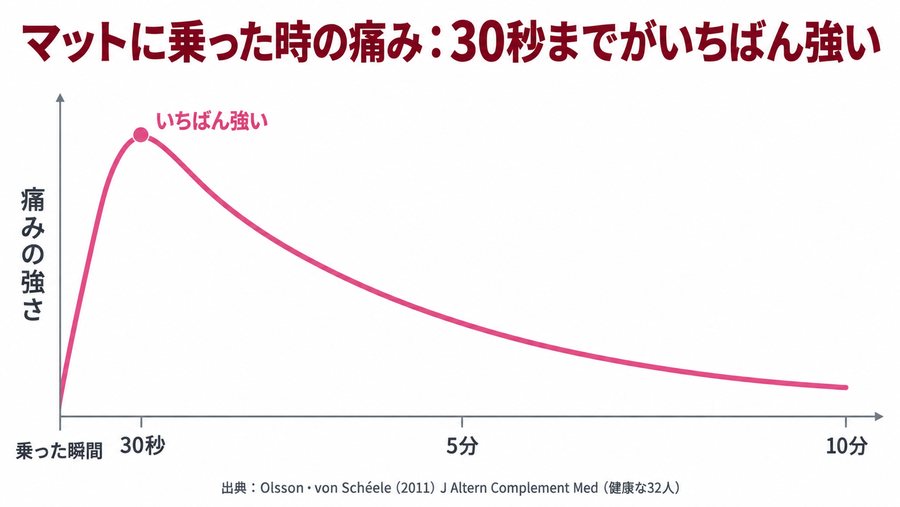 マットに乗った時の痛み：30秒までがいちばん強い
いちばん強い
痛みの強さ
乗った瞬間
30秒
5分
10分
出典：Olsson・von Schéele（2011）J Altern Complement Med（健康な32人）